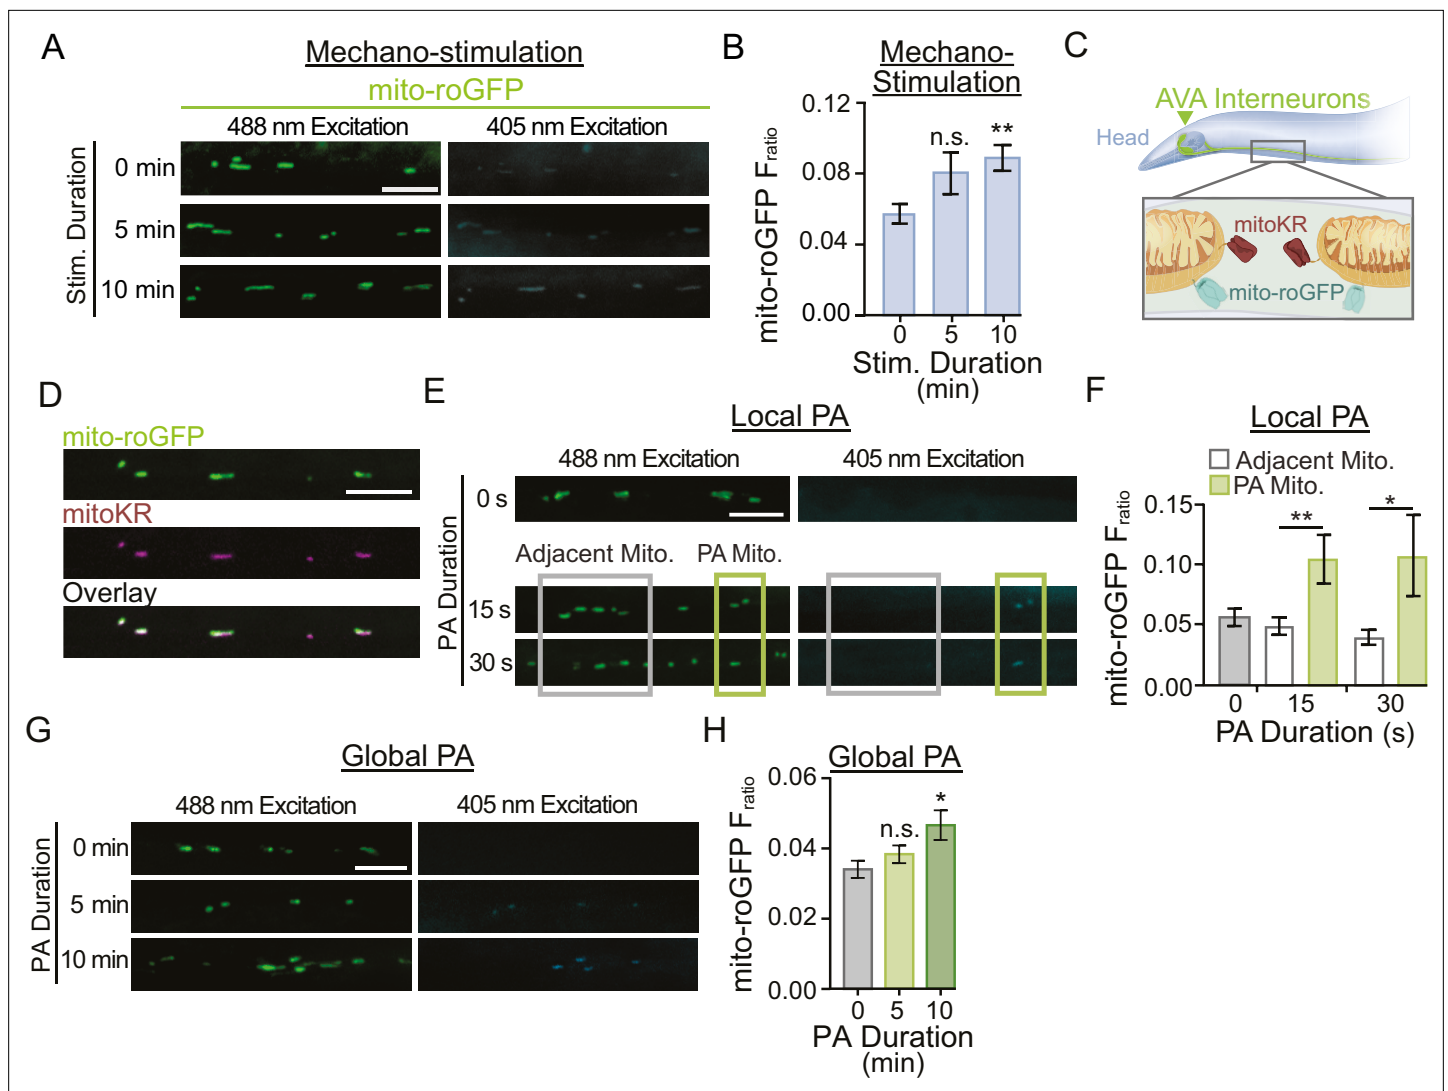 A
Mechano-stimulation
mito-roGFP
488 nm Excitation
405 nm Excitation
Stim. Duration
0 min
5 min
10 min
B
Mechano-
Stimulation
mito-roGFP Fratio
0.12
0.08
0.04
0.00
n.s.
**
0 5 10
Stim. Duration
(min)
C
AVA Interneurons
Head
mitoKR
mito-roGFP
D
mito-roGFP
mitoKR
Overlay
E
Local PA
488 nm Excitation
405 nm Excitation
PA Duration
0 s
Adjacent Mito.
PA Mito.
15 s
30 s
F
Local PA
Adjacent Mito.
PA Mito.
mito-roGFP Fratio
0.15
0.10
0.05
0.00
**
*
0 15 30
PA Duration (s)
G
Global PA
488 nm Excitation
405 nm Excitation
PA Duration
0 min
5 min
10 min
H
Global PA
mito-roGFP Fratio
0.06
0.04
0.02
0.00
n.s.
*
0 5 10
PA Duration
(min)